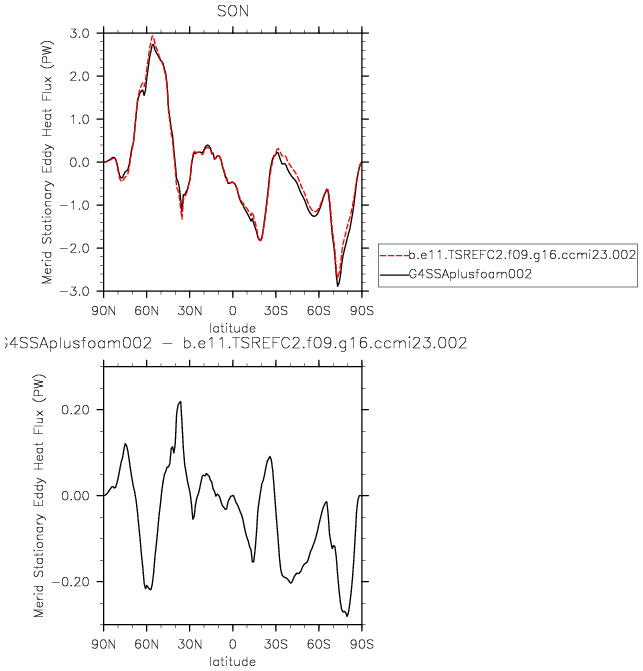 SON
Merid Stationary Eddy Heat Flux (PW)
3.0
2.0
1.0
0.0
−1.0
−2.0
−3.0
90N 60N 30N 0 30S 60S 90S
latitude
b.e11.TSREFC2.f09.g16.ccmi23.002
G4SSAplusfoam002
G4SSAplusfoam002 − b.e11.TSREFC2.f09.g16.ccmi23.002
Merid Stationary Eddy Heat Flux (PW)
0.20
0.00
−0.20
90N 60N 30N 0 30S 60S 90S
latitude